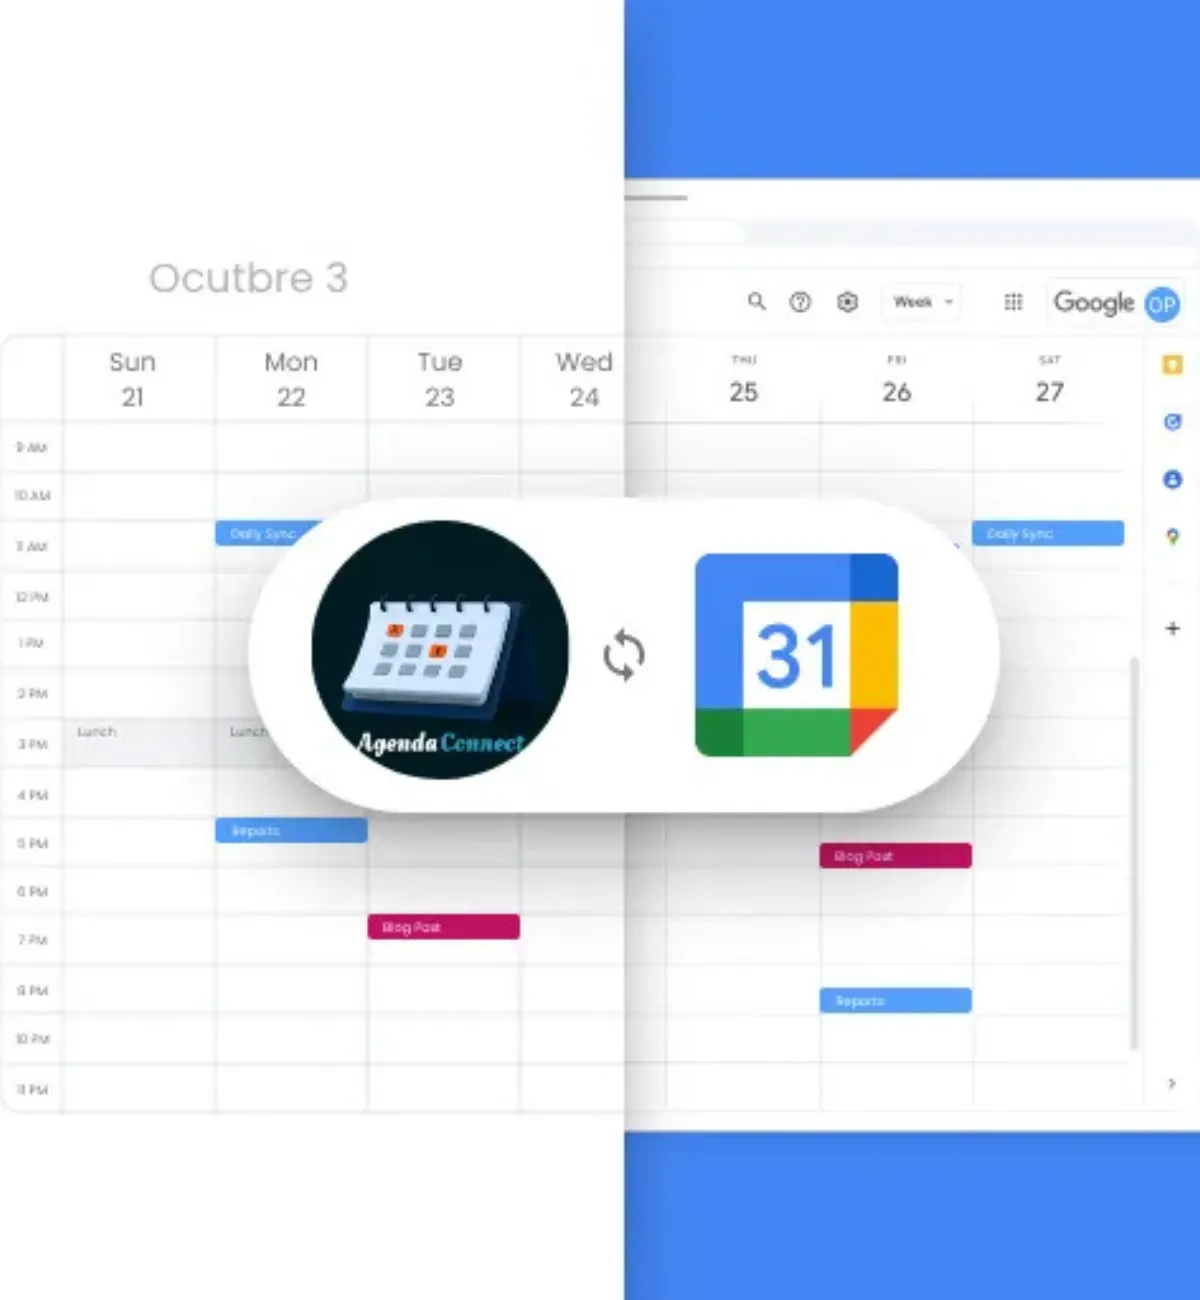 Ocutbre 3
Week
Google OP
Sun Mon Tue Wed THU FRI SAT
21 22 23 24 25 26 27
9 AM
10 AM
Daily Sync Daily Sync
11 AM
12 PM
31
1 PM
2 PM
Lunch Lunch
3 PM
Agenda Connect
4 PM
Reports
5 PM
Blog Post
6 PM
Blog Post
7 PM
9 PM
Reports
10 PM
11 PM